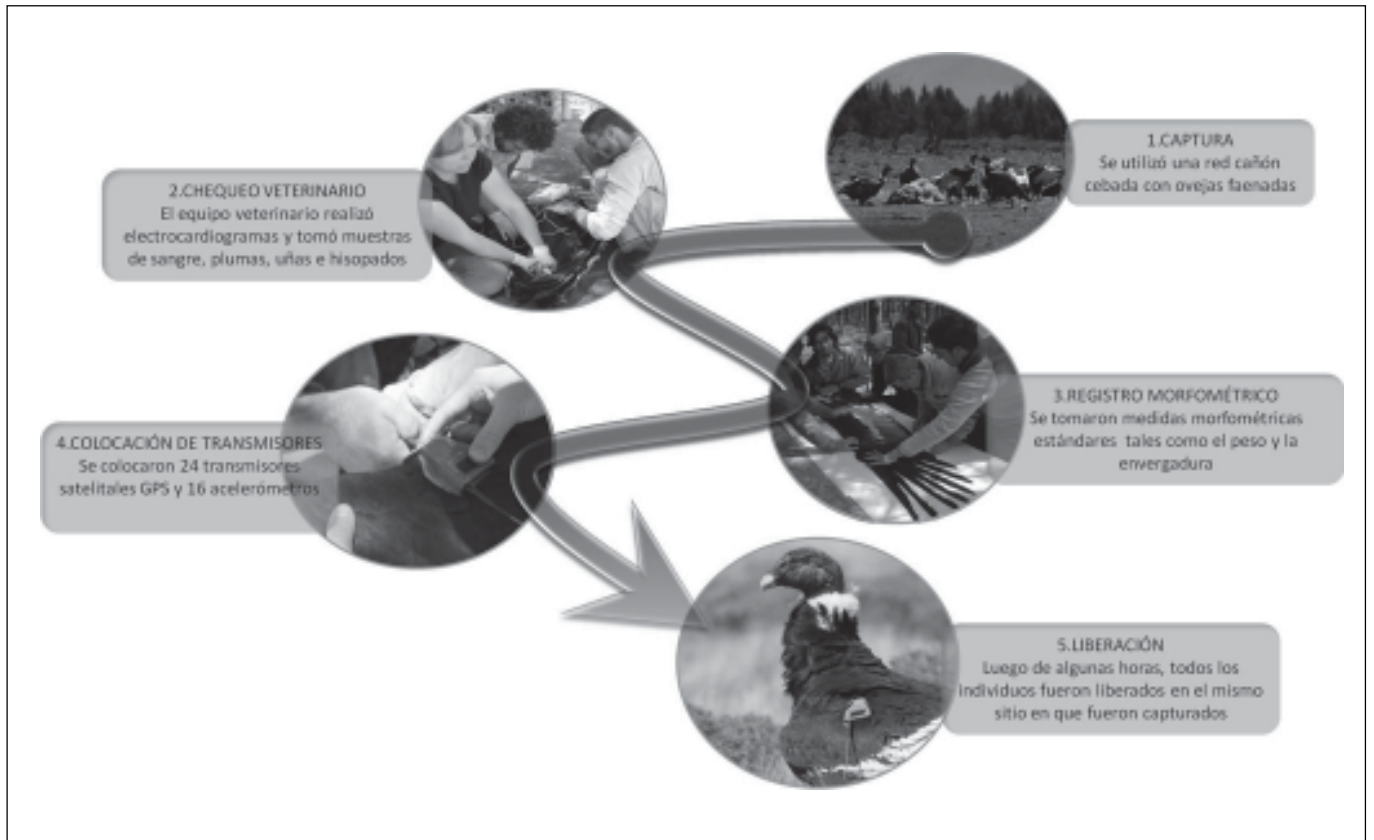 1.CAPTURA
Se utilizó una red cañón
cebada con ovejas faenadas
2.CHEQUEO VETERINARIO
El equipo veterinario realizó
electrocardiogramas y tomó muestras
de sangre, plumas, uñas e hisopados
3.REGISTRO MORFOMÉTRICO
Se tomaron medidas morfométricas
estándares tales como el peso y la
envergadura
4.COLOCACIÓN DE TRANSMISORES
Se colocaron 24 transmisores
satelitales GPS y 16 acelerómetros
5.LIBERACIÓN
Luego de algunas horas, todos los
individuos fueron liberados en el mismo
sitio en que fueron capturados